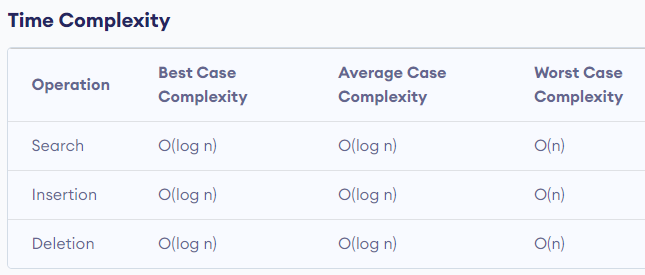 Time Complexity
Operation Best Case Complexity Average Case Complexity Worst Case Complexity
Search O(log n) O(log n) O(n)
Insertion O(log n) O(log n) O(n)
Deletion O(log n) O(log n) O(n)